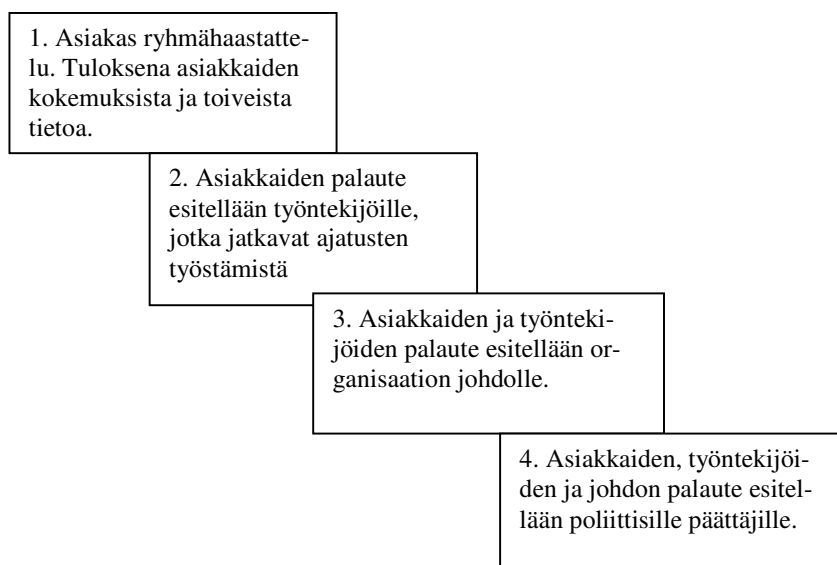 1. Asiakas ryhmähaastatte-
lu. Tuloksena asiakkaiden
kokemuksista ja toiveista
tietoa.
2. Asiakkaiden palaute
esitellään työntekijöille,
jotka jatkavat ajatusten
työstämistä
3. Asiakkaiden ja työnteki-
jöiden palaute esitellään or-
ganisaation johdolle.
4. Asiakkaiden, työntekijöi-
den ja johdon palaute esitel-
lään poliittisille päättäjille.